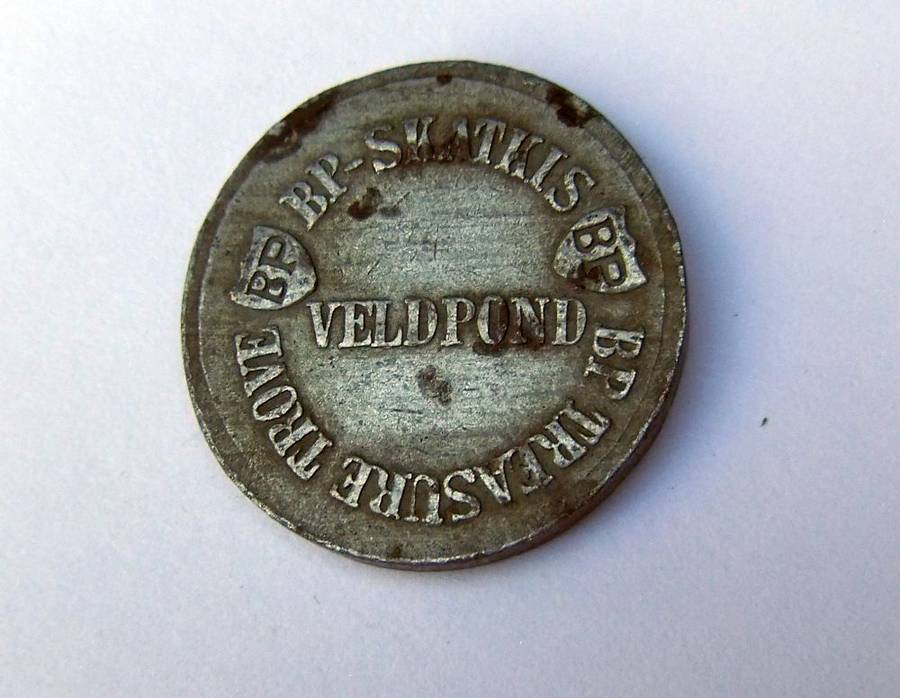 BP-SKATKIS
BP
BP
VELDPOND
BP TREASURE TROVE